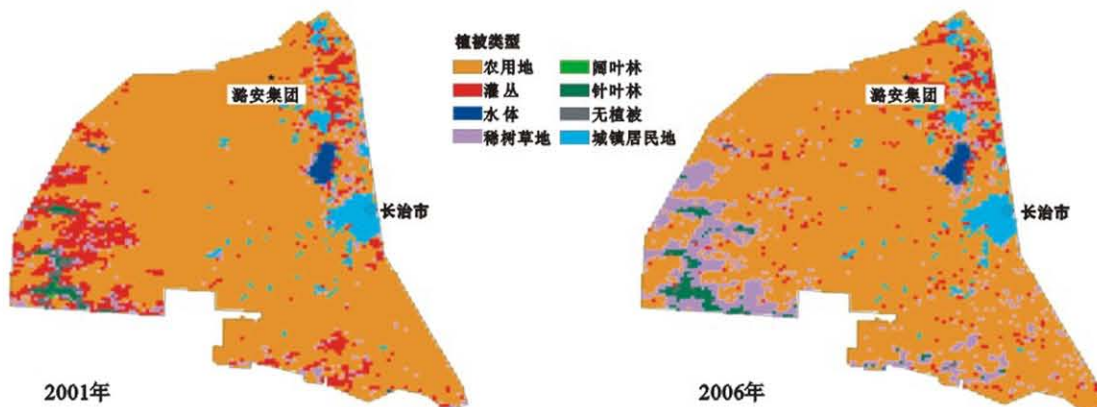 植被类型
农用地 阔叶林
灌丛 针叶林
水体 无植被
稀树草地 城镇居民地
潞安集团
长治市
2001年
潞安集团
长治市
2006年